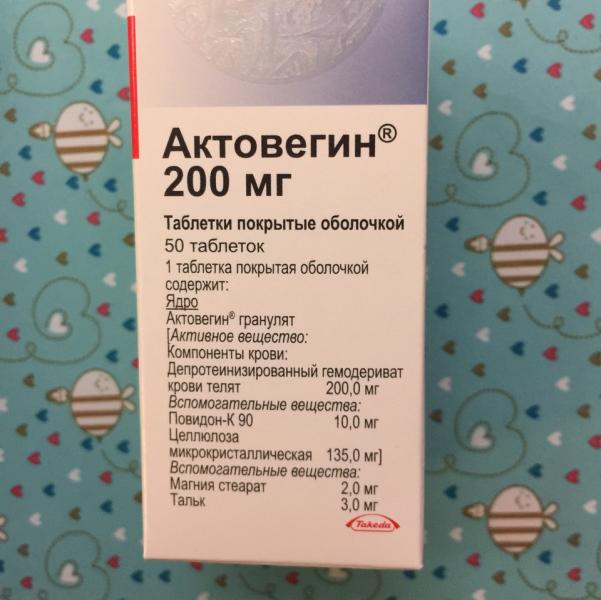 Актовегин®
200 мг
Таблетки покрытые оболочкой
50 таблеток
1 таблетка покрытая оболочкой
содержит:
Ядро
Актовегин® гранулят
[Активное вещество:
Компоненты крови:
Депротеинизированный гемодериват
крови телят 200,0 мг
Вспомогательные вещества:
Повидон-К 90 10,0 мг
Целлюлоза
микрокристаллическая 135,0 мг]
Вспомогательные вещества:
Магния стеарат 2,0 мг
Тальк 3,0 мг
Takeda